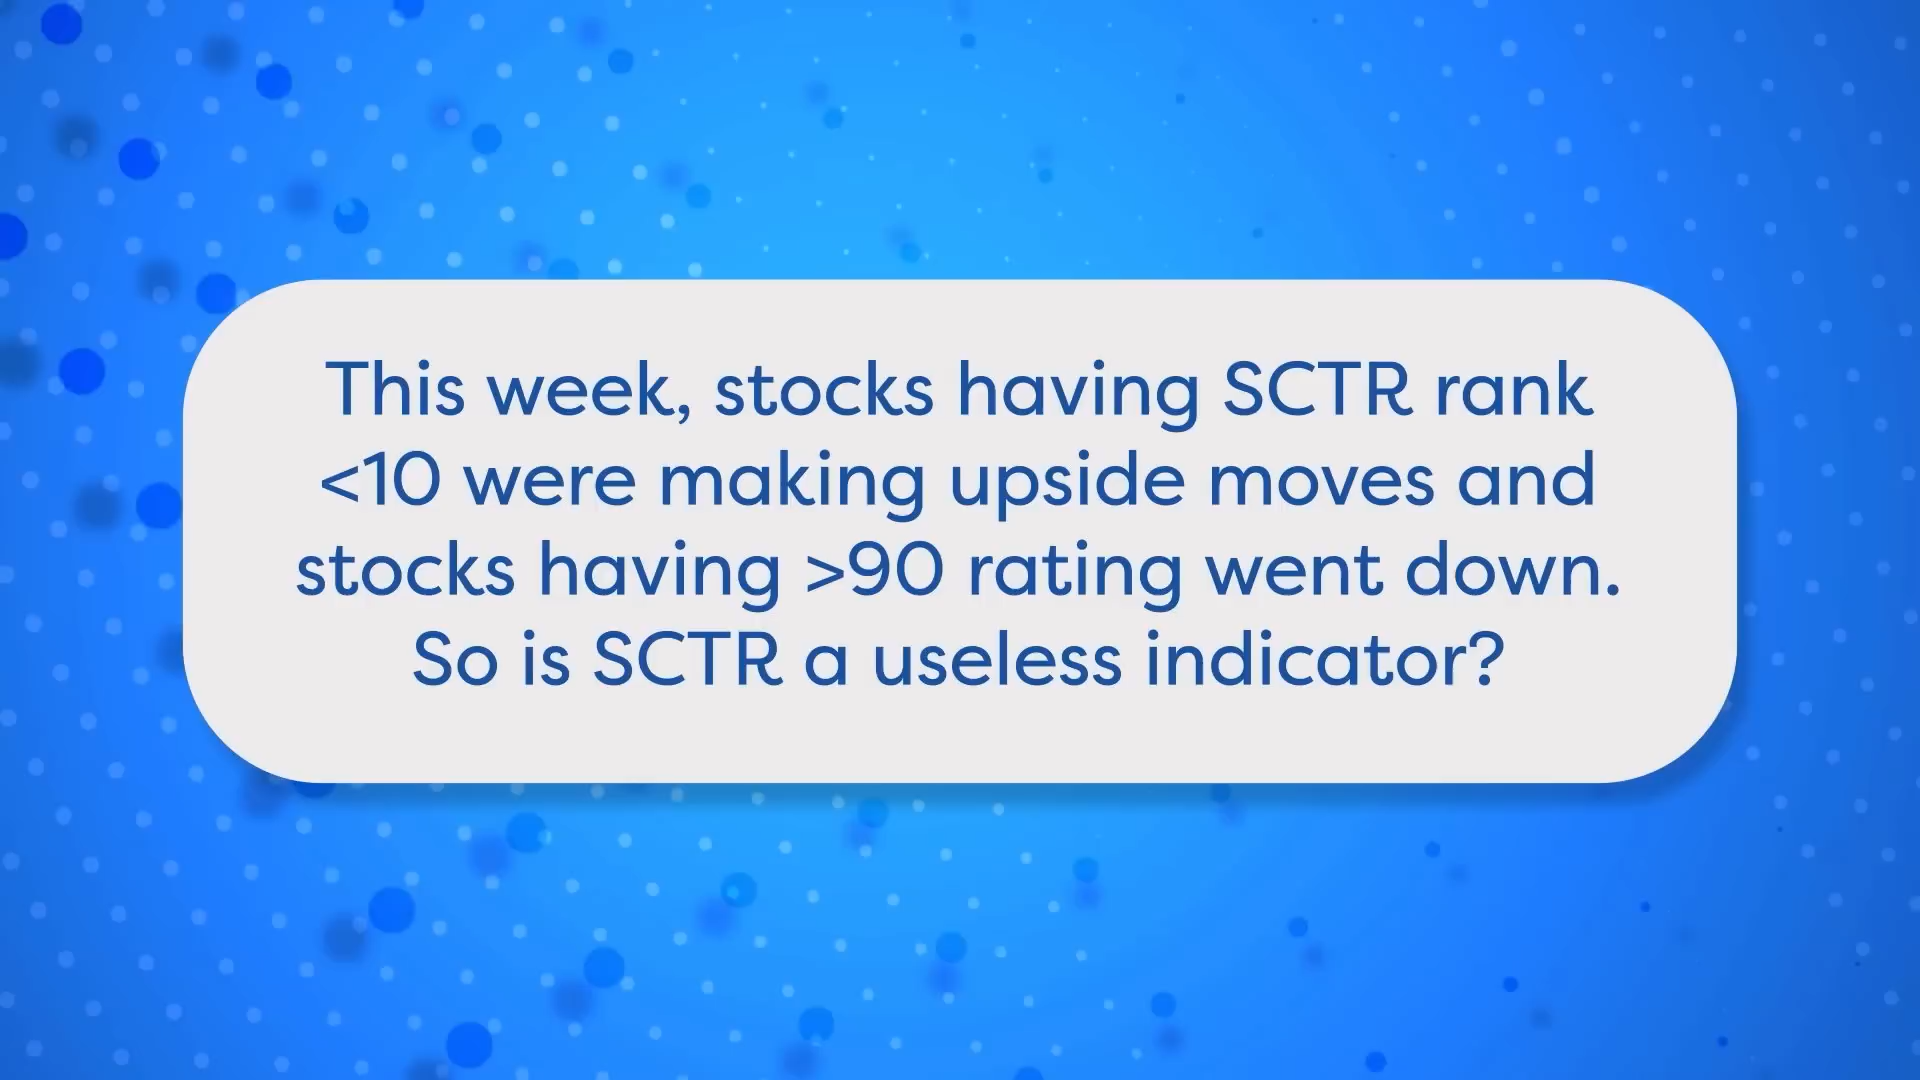 This week, stocks having SCTR rank
<10 were making upside moves and
stocks having >90 rating went down.
So is SCTR a useless indicator?